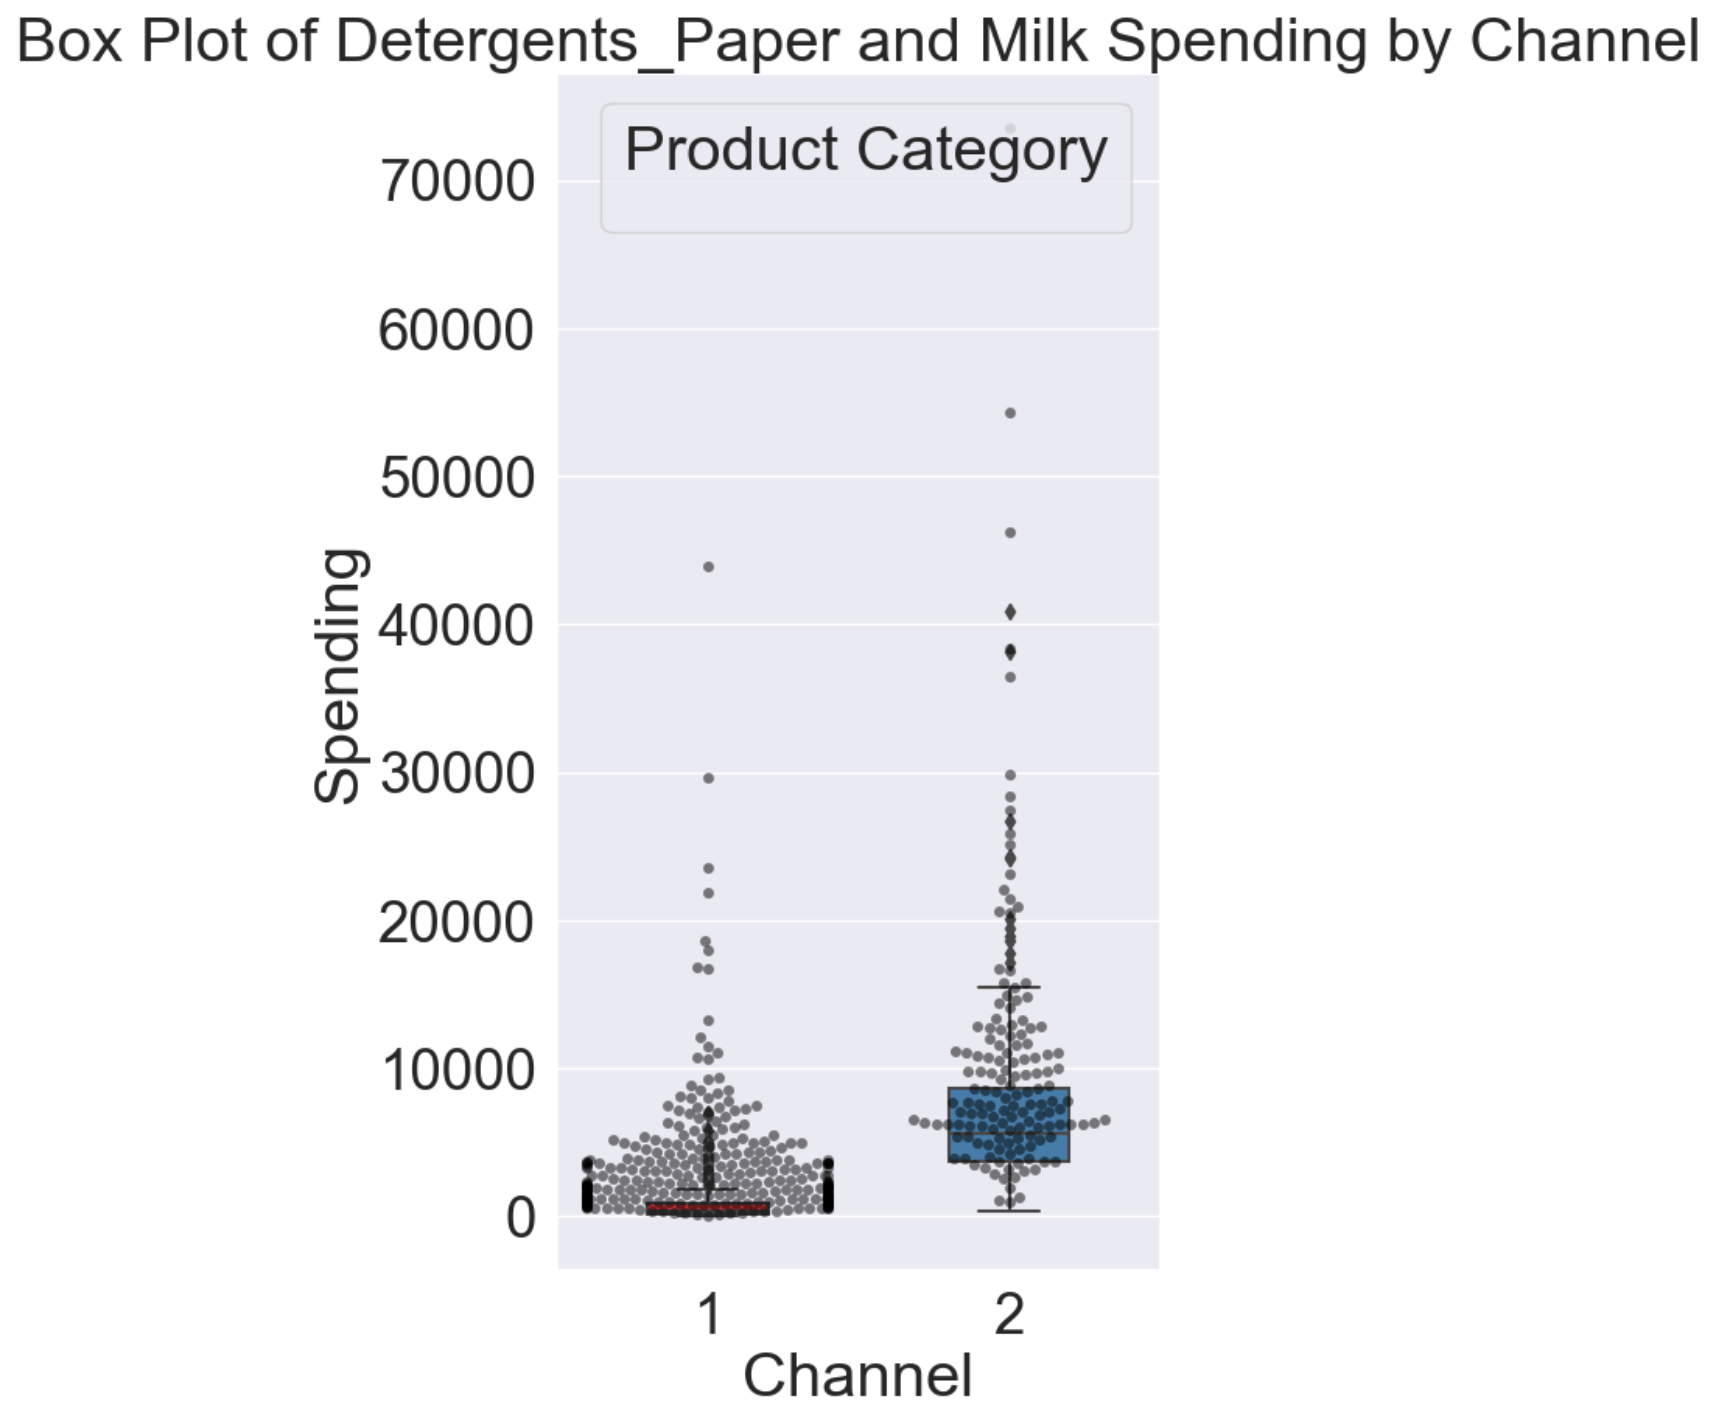 Box Plot of Detergents_Paper and Milk Spending by Channel
Product Category
70000
60000
50000
40000
30000
20000
10000
0
Spending
1 2
Channel